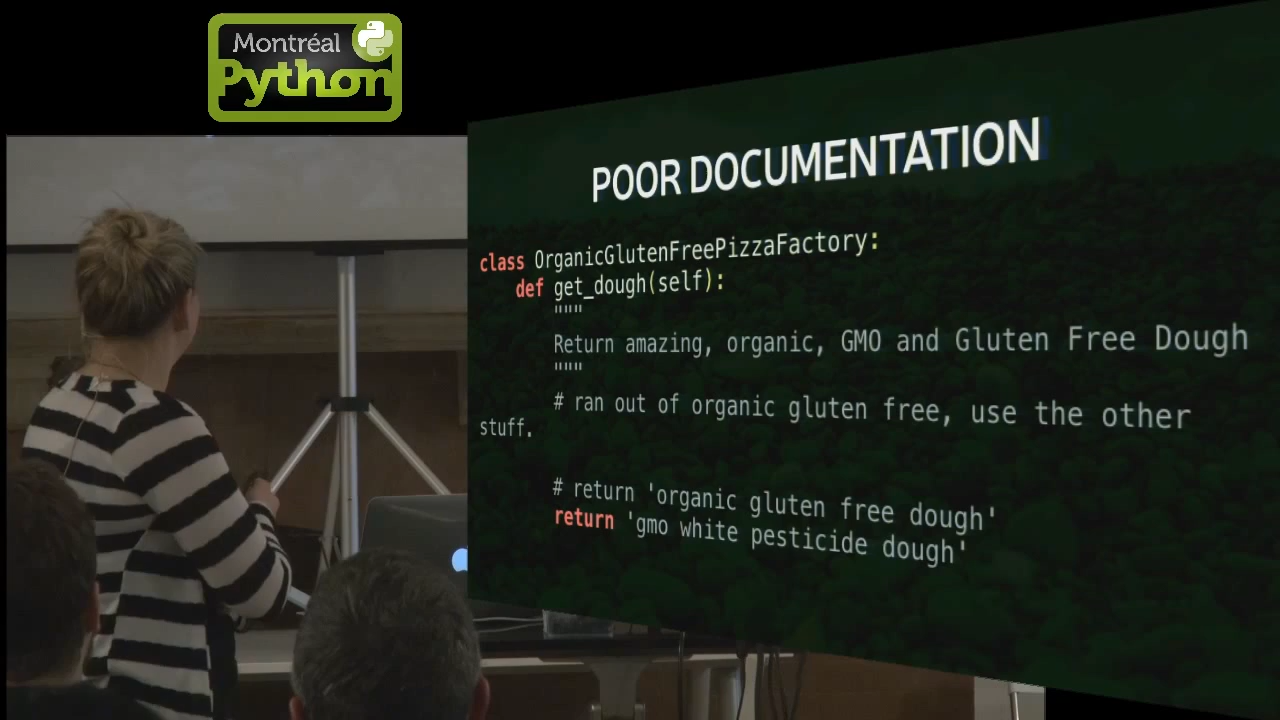 Montréal
Python
POOR DOCUMENTATION
class OrganicGlutenFreePizzaFactory:
    def get_dough(self):
        """
        Return amazing, organic, GMO and Gluten Free Dough
        """
        # ran out of organic gluten free, use the other
stuff.
        # return 'organic gluten free dough'
        return 'gmo white pesticide dough'